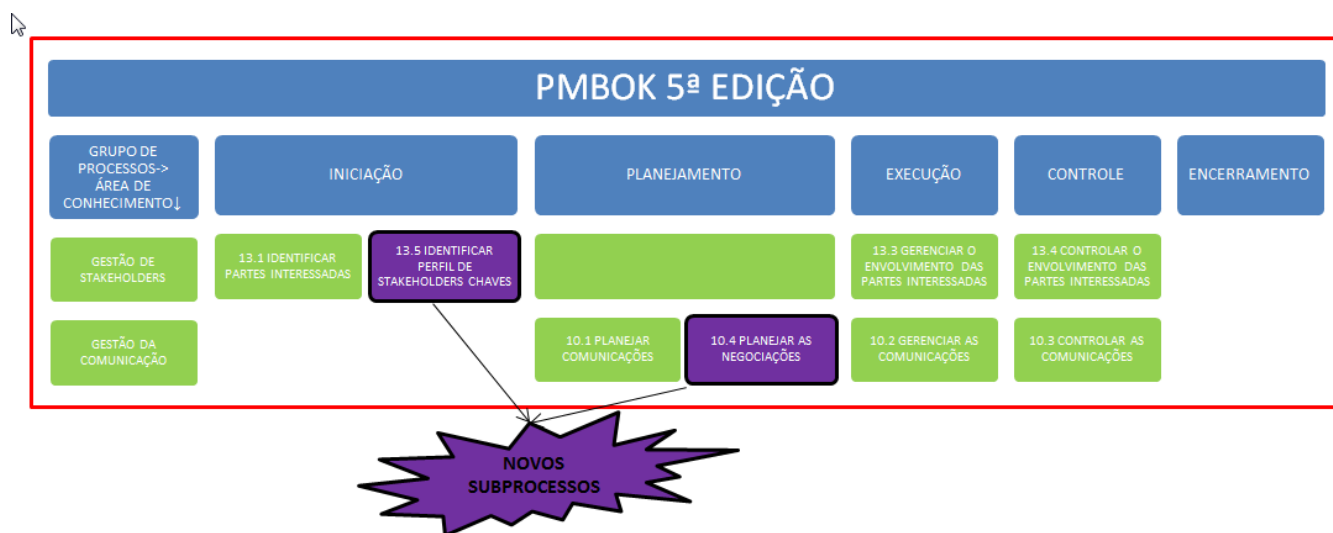 PMBOK 5ª EDIÇÃO
GRUPO DE
PROCESSOS->
ÁREA DE
CONHECIMENTO↓
INICIAÇÃO
PLANEJAMENTO
EXECUÇÃO
CONTROLE
ENCERRAMENTO
GESTÃO DE
STAKEHOLDERS
13.1 IDENTIFICAR
PARTES INTERESSADAS
13.5 IDENTIFICAR
PERFIL DE
STAKEHOLDERS CHAVES
13.3 GERENCIAR O
ENVOLVIMENTO DAS
PARTES INTERESSADAS
13.4 CONTROLAR O
ENVOLVIMENTO DAS
PARTES INTERESSADAS
GESTÃO DA
COMUNICAÇÃO
10.1 PLANEJAR
COMUNICAÇÕES
10.4 PLANEJAR AS
NEGOCIAÇÕES
10.2 GERENCIAR AS
COMUNICAÇÕES
10.3 CONTROLAR AS
COMUNICAÇÕES
NOVOS
SUBPROCESSOS